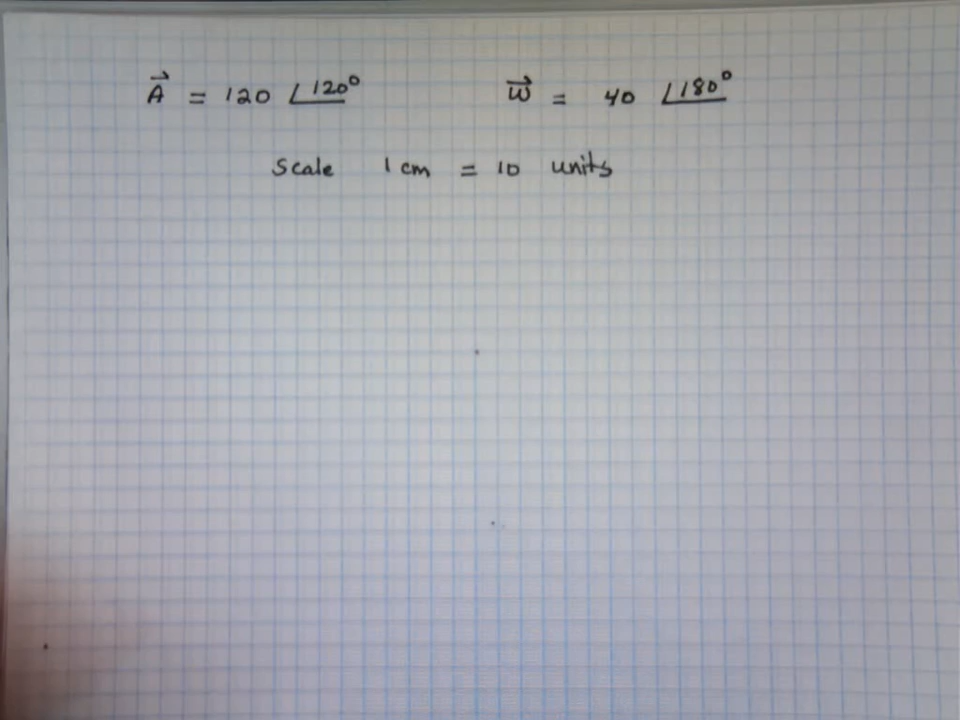 A⃗ = 120 ∠120° W⃗ = 40 ∠180°
Scale 1 cm = 10 units